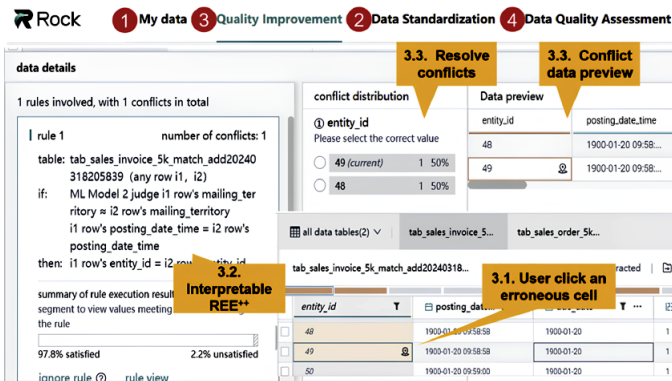 Rock
1 My data 3 Quality Improvement 2 Data Standardization 4 Data Quality Assessment
data details
1 rules involved, with 1 conflicts in total
rule 1 number of conflicts: 1
table: tab_sales_invoice_5k_match_add20240
318205839 (any row i1, i2)
if: ML Model 2 judge i1 row's mailing_ter
ritory ≈ i2 row's mailing_territory
i1 row's posting_date_time = i2 row's
posting_date_time
then: i1 row's entity_id = i2
3.2.
Interpretable
REE++
summary of rule execution result
segment to view values meeting
the rule
97.8% satisfied 2.2% unsatisfied
ignore rule rule view
3.3. Resolve
conflicts
conflict distribution
① entity_id
Please select the correct value
49 (current) 1 50%
48 1 50%
3.3. Conflict
data preview
Data preview
entity_id posting_date_time
48 1900-01-20 09:58:...
49 1900-01-20 09:58:...
all data tables(2) tab_sales_invoice_5... tab_sales_order_5k...
tab_sales_invoice_5k_match_add20240318...
3.1. User click an
erroneous cell
entity_id posting_dat
48 1900-01-20 09:58:58 1900-01-20
49 1900-01-20 09:58:58 1900-01-20
50 1900-01-20 09:59:00 1900-01-20